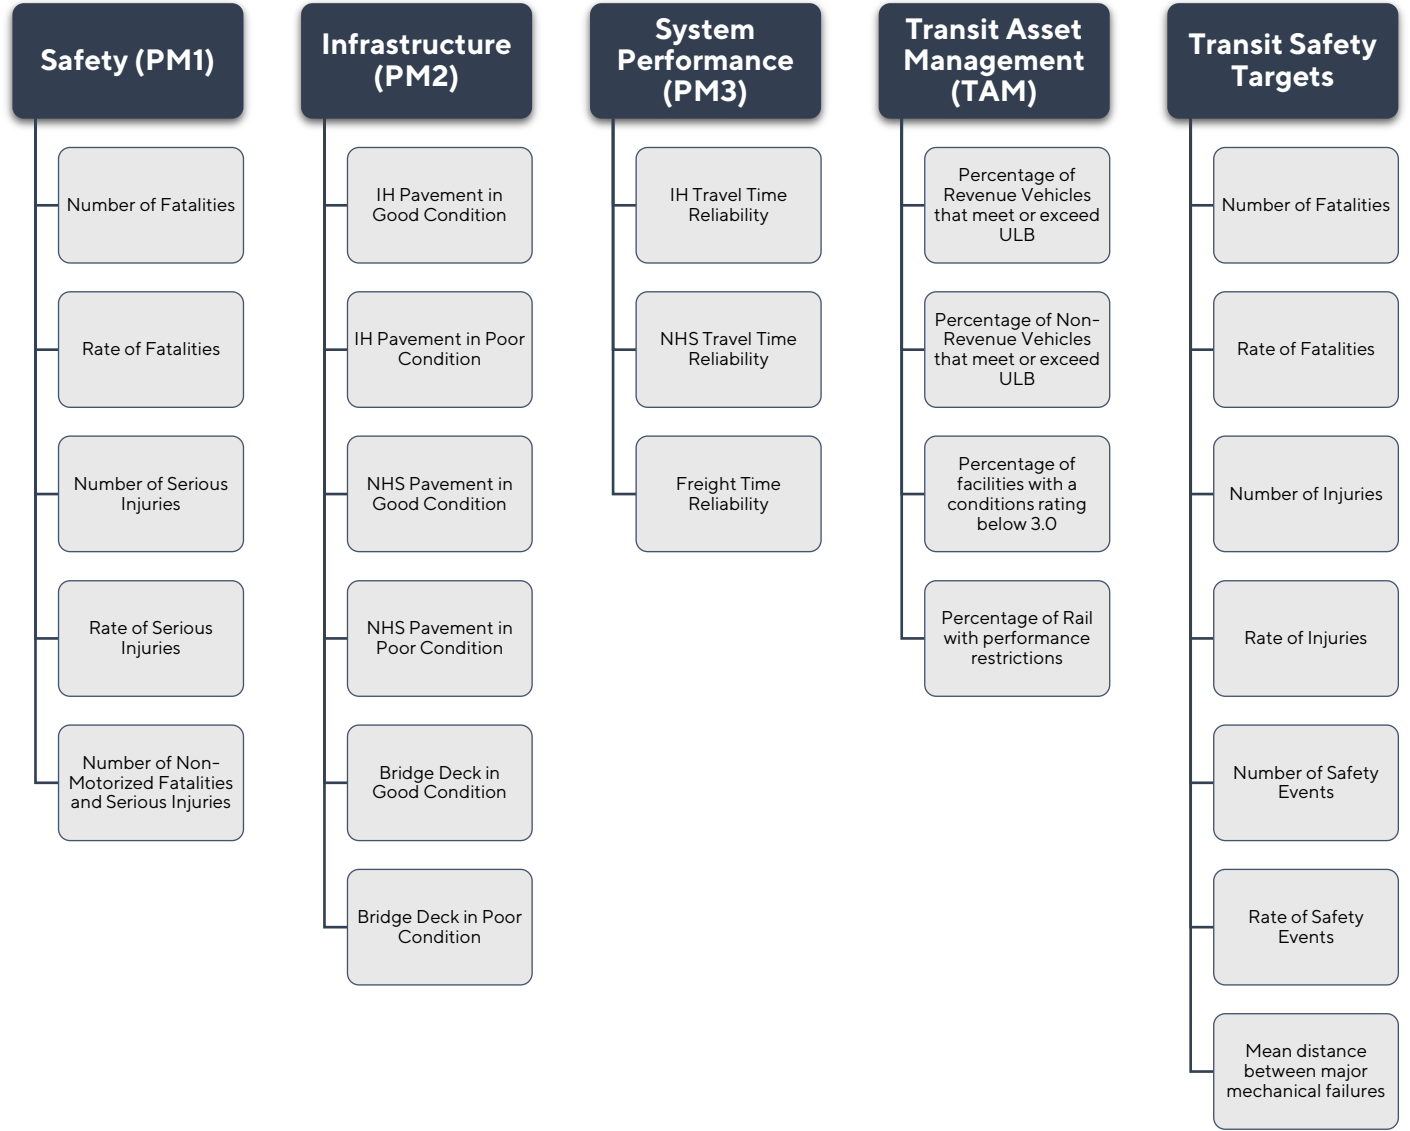 Safety (PM1)
Number of Fatalities
Rate of Fatalities
Number of Serious
Injuries
Rate of Serious
Injuries
Number of Non-
Motorized Fatalities
and Serious Injuries
Infrastructure
(PM2)
IH Pavement in
Good Condition
IH Pavement in Poor
Condition
NHS Pavement in
Good Condition
NHS Pavement in
Poor Condition
Bridge Deck in
Good Condition
Bridge Deck in Poor
Condition
System
Performance
(PM3)
IH Travel Time
Reliability
NHS Travel Time
Reliability
Freight Time
Reliability
Transit Asset
Management
(TAM)
Percentage of
Revenue Vehicles
that meet or exceed
ULB
Percentage of Non-
Revenue Vehicles
that meet or exceed
ULB
Percentage of
facilities with a
conditions rating
below 3.0
Percentage of Rail
with performance
restrictions
Transit Safety
Targets
Number of Fatalities
Rate of Fatalities
Number of Injuries
Rate of Injuries
Number of Safety
Events
Rate of Safety
Events
Mean distance
between major
mechanical failures